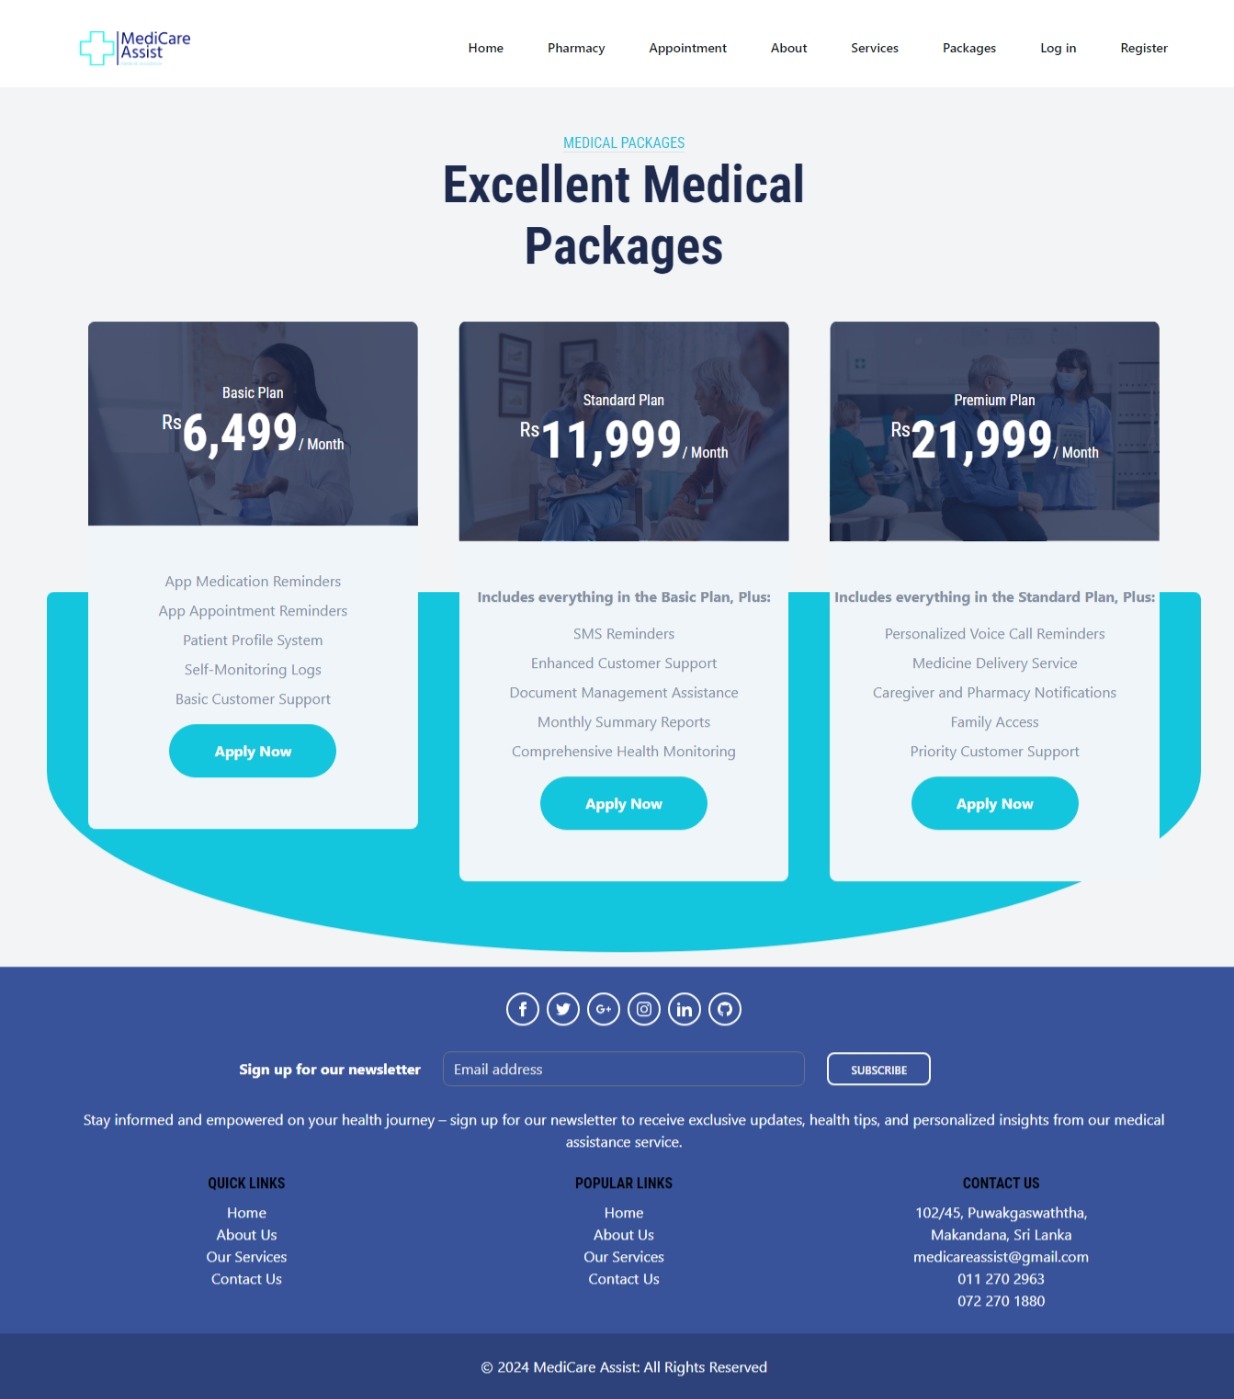 MediCare
Assist
Home Pharmacy Appointment About Services Packages Log in Register
MEDICAL PACKAGES
Excellent Medical
Packages
Basic Plan
Rs6,499/ Month
App Medication Reminders
App Appointment Reminders
Patient Profile System
Self-Monitoring Logs
Basic Customer Support
Apply Now
Standard Plan
Rs11,999/ Month
Includes everything in the Basic Plan, Plus:
SMS Reminders
Enhanced Customer Support
Document Management Assistance
Monthly Summary Reports
Comprehensive Health Monitoring
Apply Now
Premium Plan
Rs21,999/ Month
Includes everything in the Standard Plan, Plus:
Personalized Voice Call Reminders
Medicine Delivery Service
Caregiver and Pharmacy Notifications
Family Access
Priority Customer Support
Apply Now
Sign up for our newsletter Email address SUBSCRIBE
Stay informed and empowered on your health journey – sign up for our newsletter to receive exclusive updates, health tips, and personalized insights from our medical
assistance service.
QUICK LINKS
Home
About Us
Our Services
Contact Us
POPULAR LINKS
Home
About Us
Our Services
Contact Us
CONTACT US
102/45, Puwakgaswaththa,
Makandana, Sri Lanka
medicareassist@gmail.com
011 270 2963
072 270 1880
© 2024 MediCare Assist: All Rights Reserved